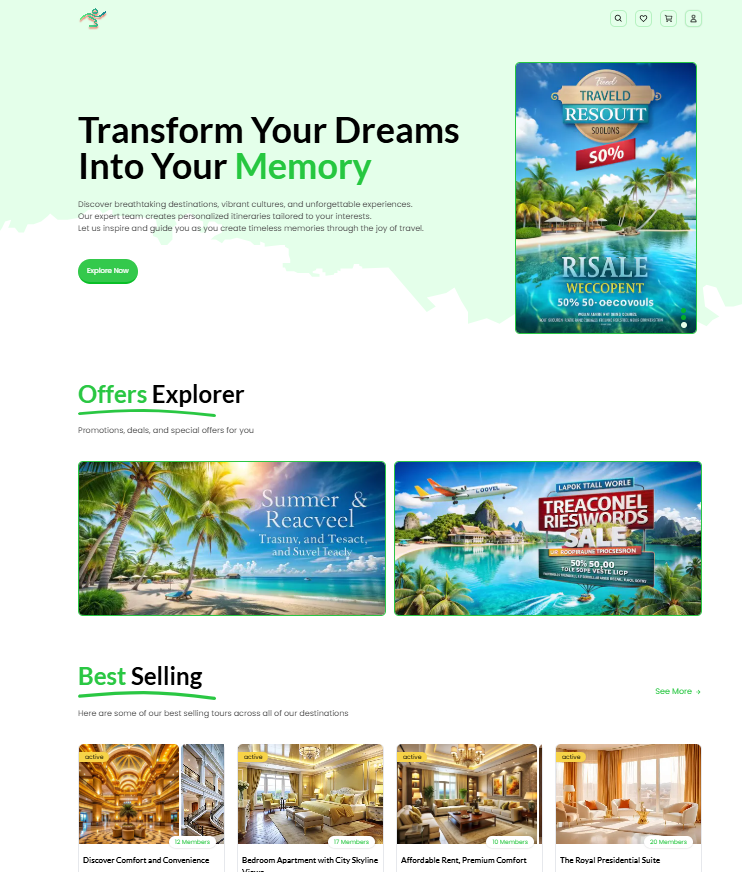 Travel
TRAVELD
RESOUTT
SOOLONS
50%
Transform Your Dreams
Into Your Memory
Discover breathtaking destinations, vibrant cultures, and unforgettable experiences.
Our expert team creates personalized itineraries tailored to your interests.
Let us inspire and guide you as you create timeless memories through the joy of travel.
Explore Now
RISALE
WECCOPENT
50% 50-oecovouls
Offers Explorer
Promotions, deals, and special offers for you
Summer &
Reacveel
Trasiny, and Tesact,
and Suvel Teacly
LAPOK TTALL WORLE
TREACONEL
RIESIWORDS
SALE
50% 50,00
TOLE SOPE VESTE LICP
Best Selling
See More →
Here are some of our best selling tours across all of our destinations
active
12 Members
Discover Comfort and Convenience
active
17 Members
Bedroom Apartment with City Skyline
Views
active
10 Members
Affordable Rent, Premium Comfort
active
20 Members
The Royal Presidential Suite